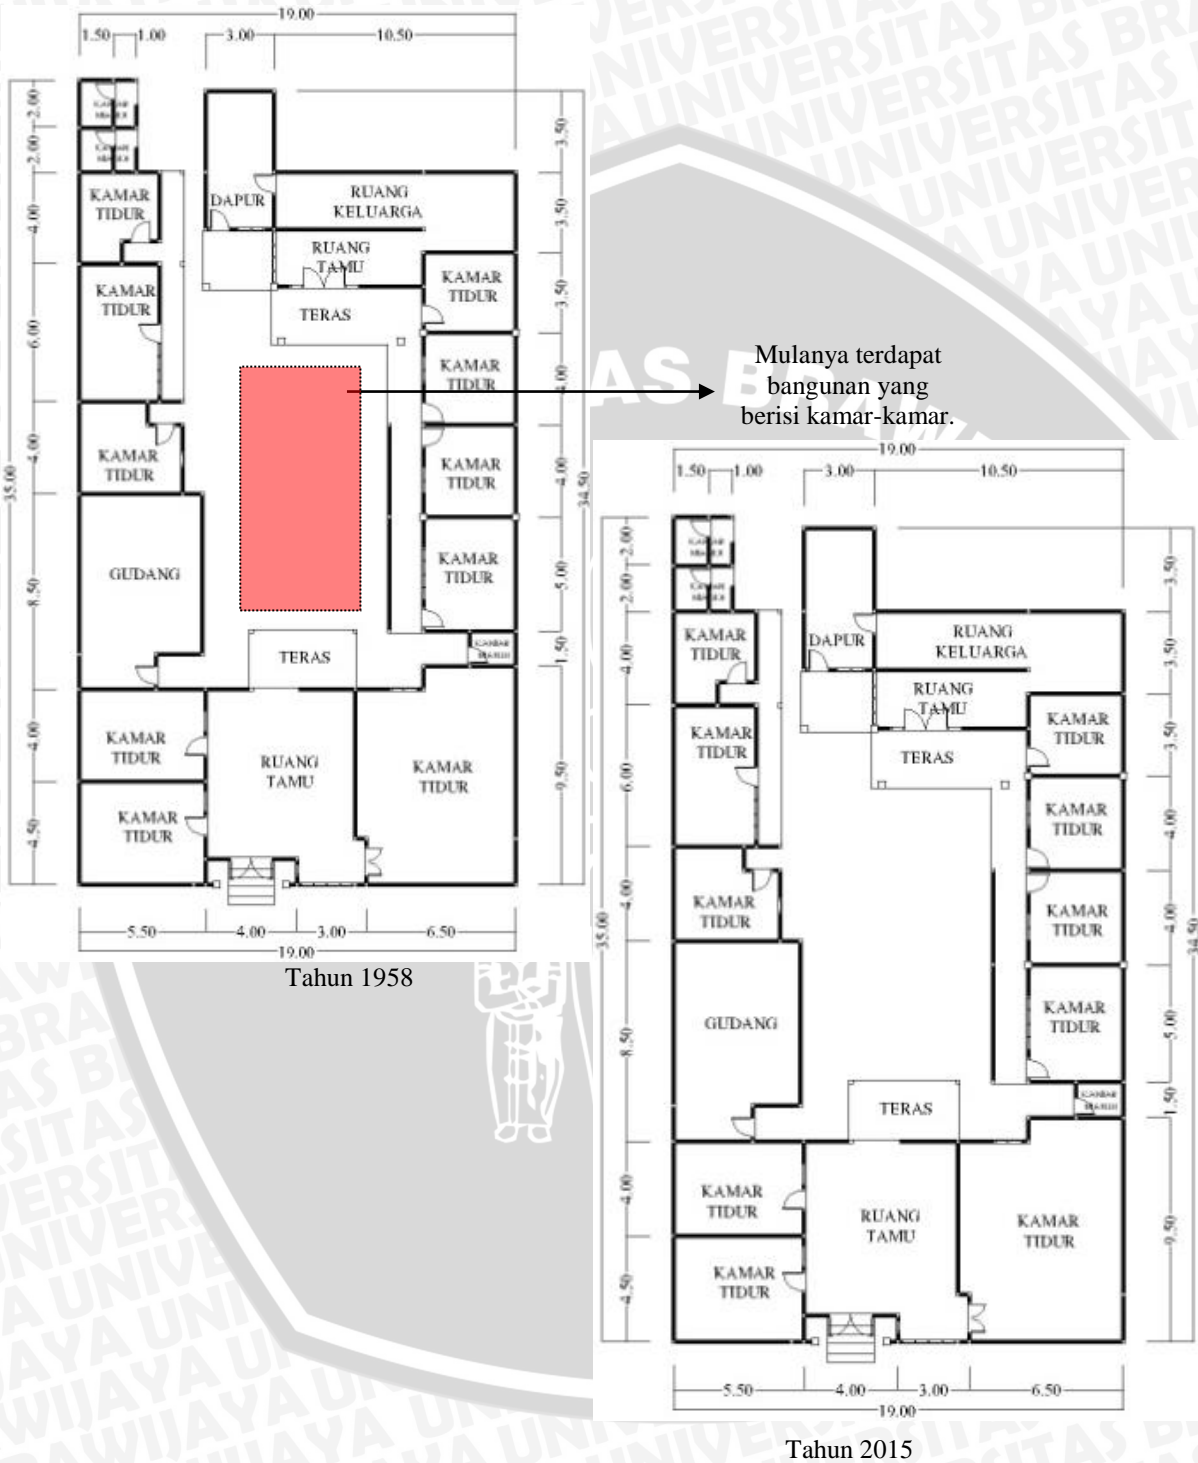 19.00
1.50 1.00 3.00 10.50
2.00
2.00
4.00
6.00
4.00
8.50
4.00
4.50
35.00
3.50
3.50
3.50
4.00
4.00
5.00
1.50
9.50
34.50
KAMAR
TIDUR
DAPUR
RUANG
KELUARGA
RUANG
TAMU
TERAS
KAMAR
TIDUR
KAMAR
TIDUR
KAMAR
TIDUR
KAMAR
TIDUR
KAMAR
TIDUR
KAMAR
TIDUR
GUDANG
TERAS
KAMAR
MANDI
KAMAR
TIDUR
KAMAR
TIDUR
RUANG
TAMU
KAMAR
TIDUR
5.50 4.00 3.00 6.50
19.00
Tahun 1958
Mulanya terdapat
bangunan yang
berisi kamar-kamar.
19.00
1.50 1.00 3.00 10.50
2.00
2.00
4.00
6.00
4.00
8.50
4.00
4.50
35.00
3.50
3.50
3.50
4.00
4.00
5.00
1.50
9.50
34.50
KAMAR
TIDUR
DAPUR
RUANG
KELUARGA
RUANG
TAMU
TERAS
KAMAR
TIDUR
KAMAR
TIDUR
KAMAR
TIDUR
KAMAR
TIDUR
KAMAR
TIDUR
KAMAR
TIDUR
GUDANG
TERAS
KAMAR
MANDI
KAMAR
TIDUR
KAMAR
TIDUR
RUANG
TAMU
KAMAR
TIDUR
5.50 4.00 3.00 6.50
19.00
Tahun 2015